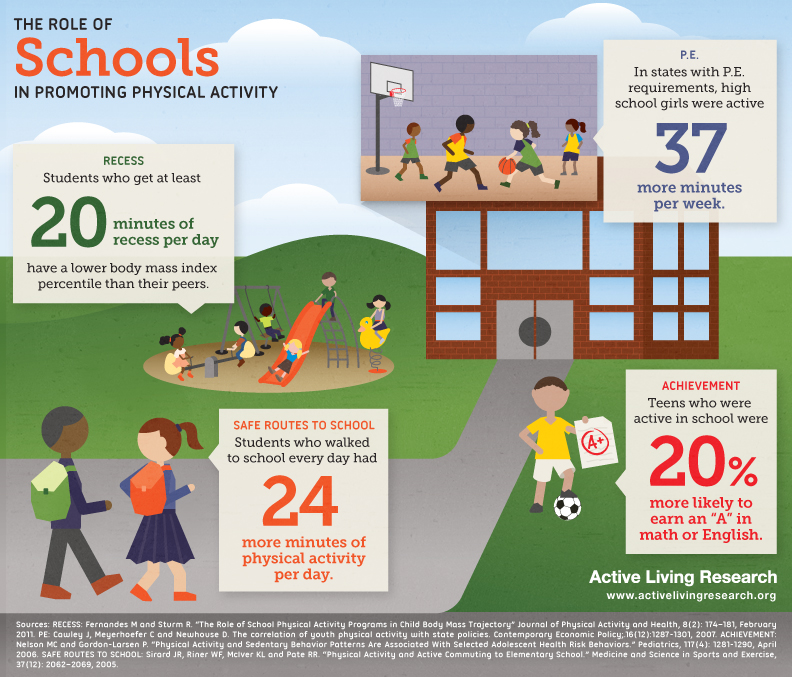 THE ROLE OF
Schools
IN PROMOTING PHYSICAL ACTIVITY
P.E.
In states with P.E.
requirements, high
school girls were active
37
more minutes
per week.
RECESS
Students who get at least
20 minutes of
recess per day
have a lower body mass index
percentile than their peers.
SAFE ROUTES TO SCHOOL
Students who walked
to school every day had
24
more minutes of
physical activity
per day.
A+
ACHIEVEMENT
Teens who were
active in school were
20%
more likely to
earn an "A" in
math or English.
Active Living Research
www.activelivingresearch.org
Sources: RECESS: Fernandes M and Sturm R. "The Role of School Physical Activity Programs in Child Body Mass Trajectory" Journal of Physical Activity and Health, 8(2): 174–181, February
2011. PE: Cawley J, Meyerhoefer C and Newhouse D. The correlation of youth physical activity with state policies. Contemporary Economic Policy;16(12):1287-1301, 2007. ACHIEVEMENT:
Nelson MC and Gordon-Larsen P. "Physical Activity and Sedentary Behavior Patterns Are Associated With Selected Adolescent Health Risk Behaviors." Pediatrics, 117(4): 1281-1290, April
2006. SAFE ROUTES TO SCHOOL: Sirard JR, Riner WF, McIver KL and Pate RR. "Physical Activity and Active Commuting to Elementary School." Medicine and Science in Sports and Exercise,
37(12): 2062–2069, 2005.